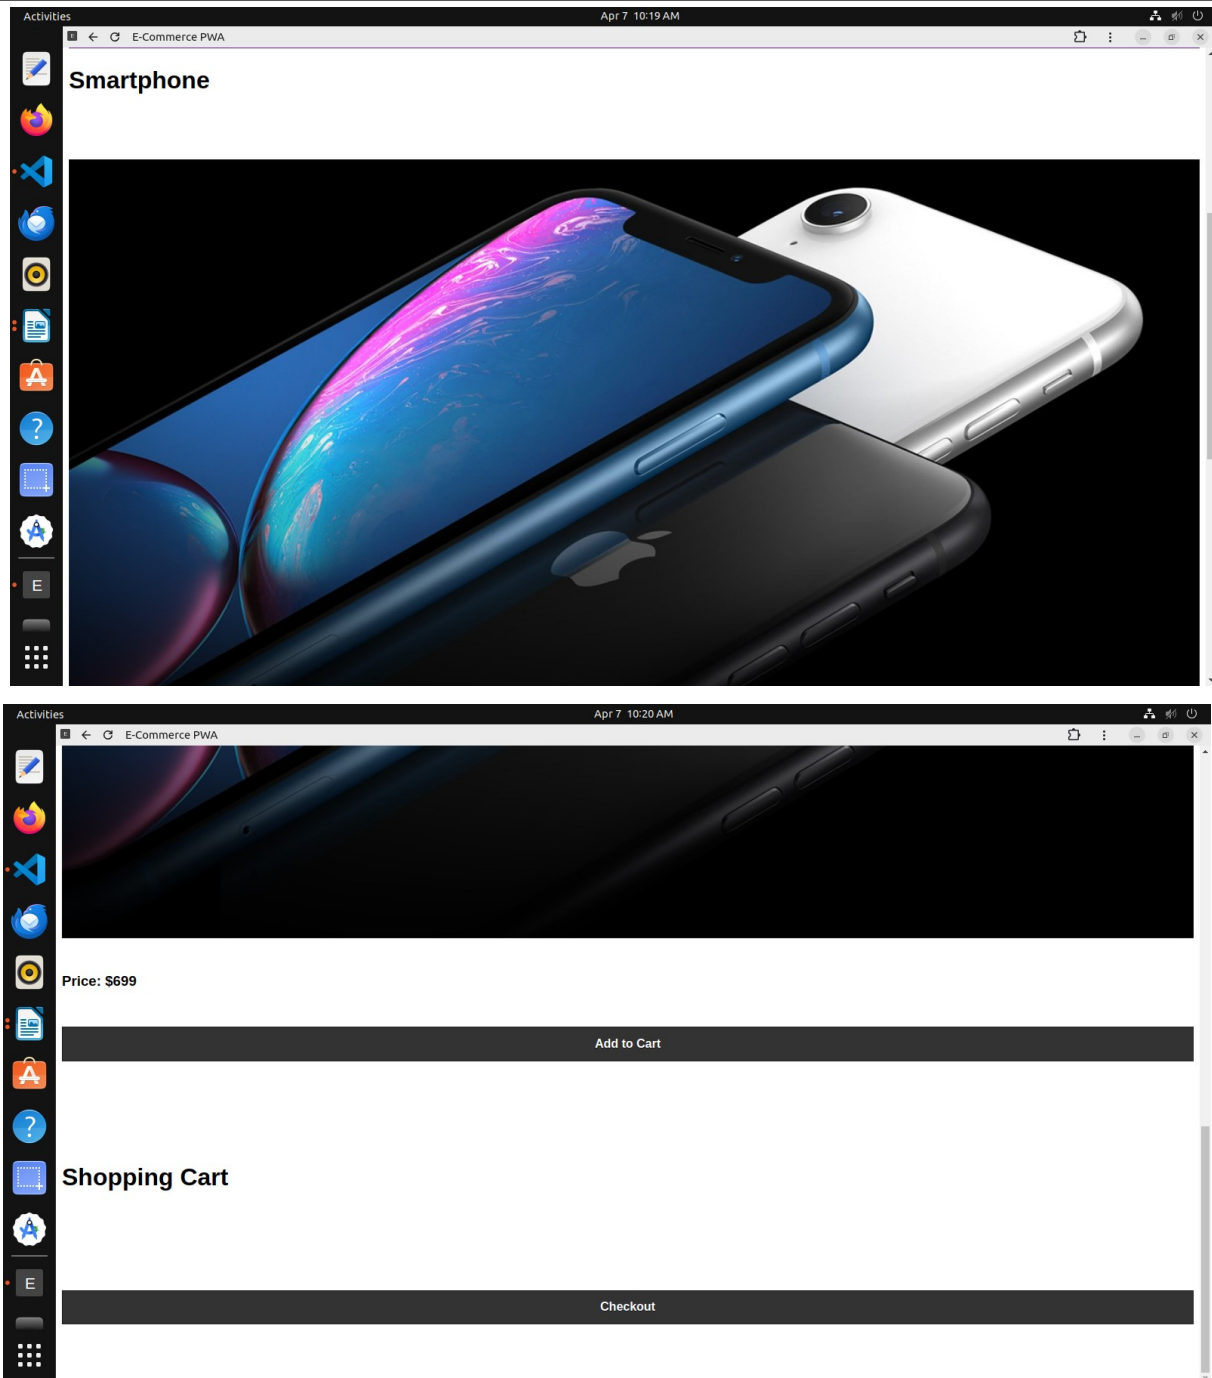 Activities
Apr 7 10:19 AM
E
E-Commerce PWA
Smartphone
E
Activities
Apr 7 10:20 AM
E
E-Commerce PWA
Price: $699
Add to Cart
Shopping Cart
Checkout
E